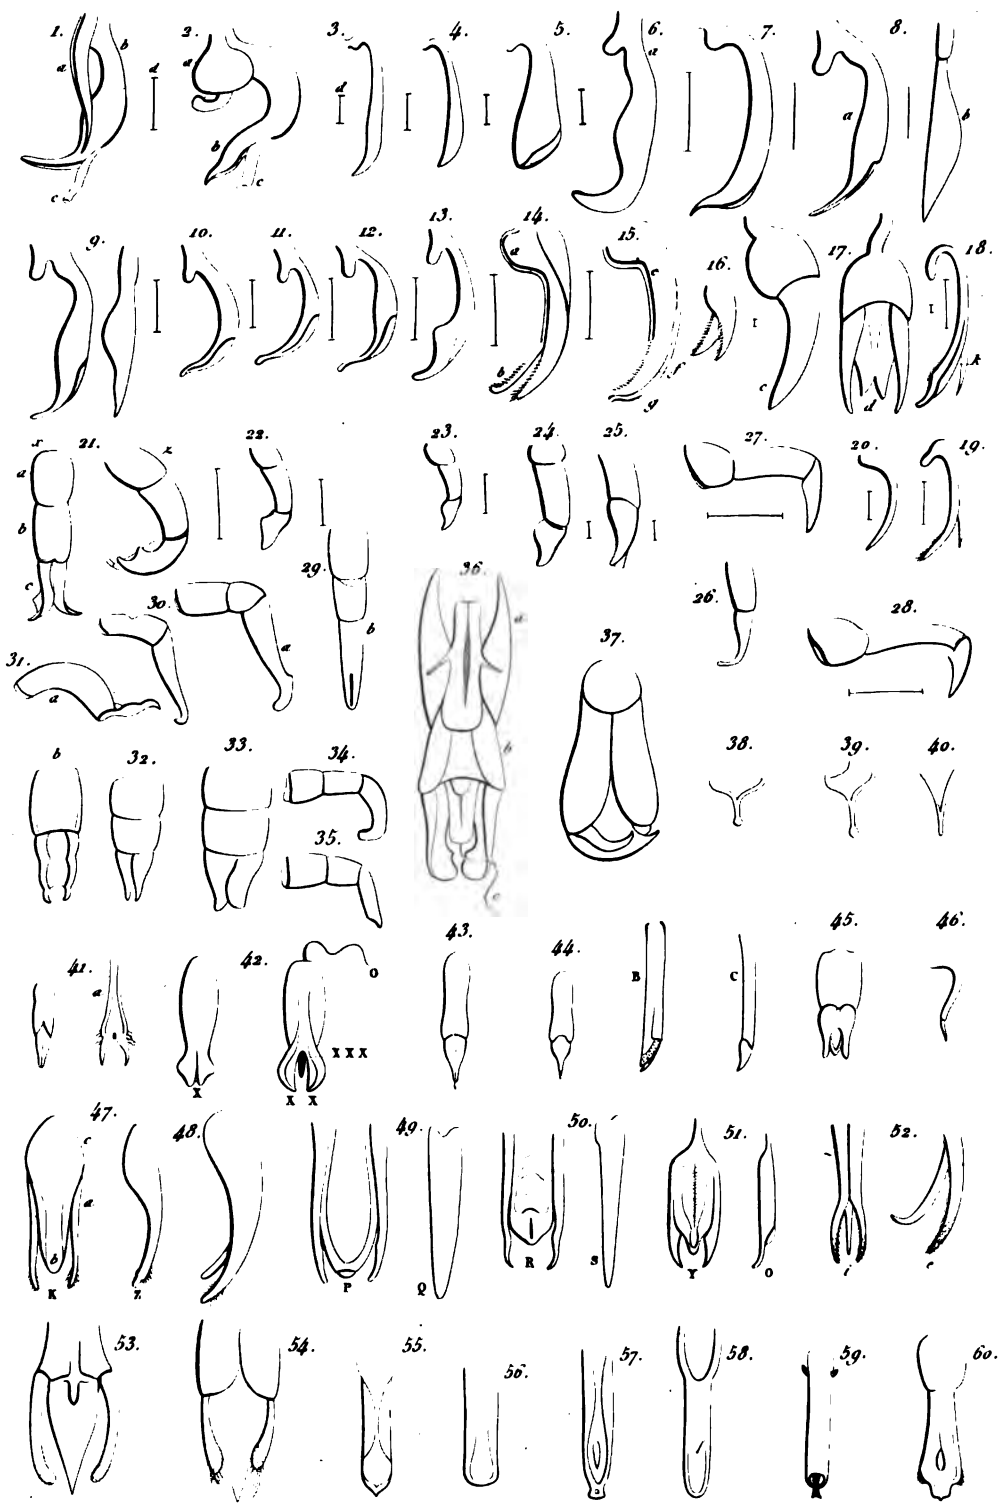 1. 2. 3. 4. 5. 6. 7. 8.
a b d a d a a b
b c
c
9. 10. 11. 12. 13. 14. 15. 16. 17. 18.
a e
b f g e d k
x 21. z 22. 23. 24. 25. 27. 20. 19.
a
b
c 29. 36. 26. 28.
30. a b a 37.
31. a
b 32. 33. 34. b 38. 39. 40.
35.
c
41. 42. 43. 44. B C 45. 46.
a O
X X X
X X X
47. 48. 49. 50. 51. 52.
c
a
b
K Z P Q R S Y O i e
53. 54. 55. 56. 57. 58. 59. 60.